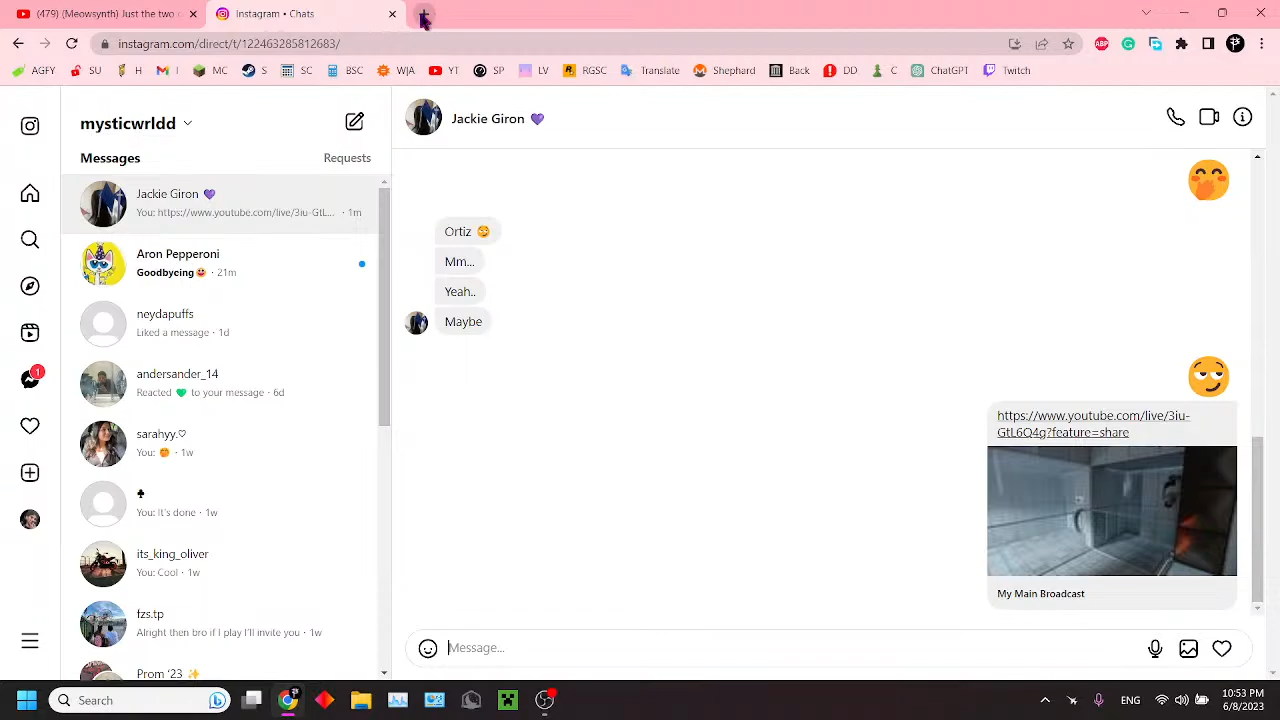 (479) {Meowsynth} Just the two
Instagram • Chats
instagram.com/direct/t/122463285812683/
AGFY
SU
H
I
MC
S
SC
BSC
WJA
YT
SP
LV
RGSC
Translate
Shephard
Back
DD
C
ChatGPT
Twitch
mysticwrldd
Messages
Requests
Jackie Giron 💜
You: https://www.youtube.com/live/3iu-GtL... · 1m
Aron Pepperoni
21m
neydapuffs
Liked a message · 1d
andersander_14
Reacted 💚 to your message · 6d
sarahyy.♡
You: 🌞 · 1w
♣
You: It's done · 1w
its_king_oliver
You: Cool · 1w
fzs.tp
Alright then bro if I play I'll invite you · 1w
Prom '23 ✨
1
Jackie Giron 💜
Ortiz 😏
Mm...
Yeah..
Maybe
https://www.youtube.com/live/3iu-
GtL6Q4g?feature=share
My Main Broadcast
Message...
Search
ENG
10:53 PM
6/8/2023